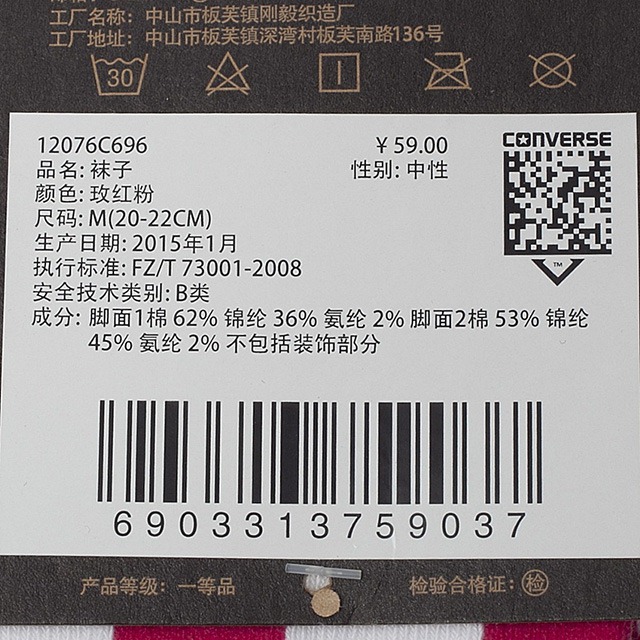 工厂名称: 中山市板芙镇刚毅织造厂
工厂地址: 中山市板芙镇深湾村板芙南路136号
30
12076C696 ￥59.00
CONVERSE
品名: 袜子 性别: 中性
颜色: 玫红粉
尺码: M(20-22CM)
生产日期: 2015年1月
执行标准: FZ/T 73001-2008
安全技术类别: B类
TM
成分: 脚面1棉 62% 锦纶 36% 氨纶 2% 脚面2棉 53% 锦纶
45% 氨纶 2% 不包括装饰部分
6903313759037
产品等级: 一等品 检验合格证: 检